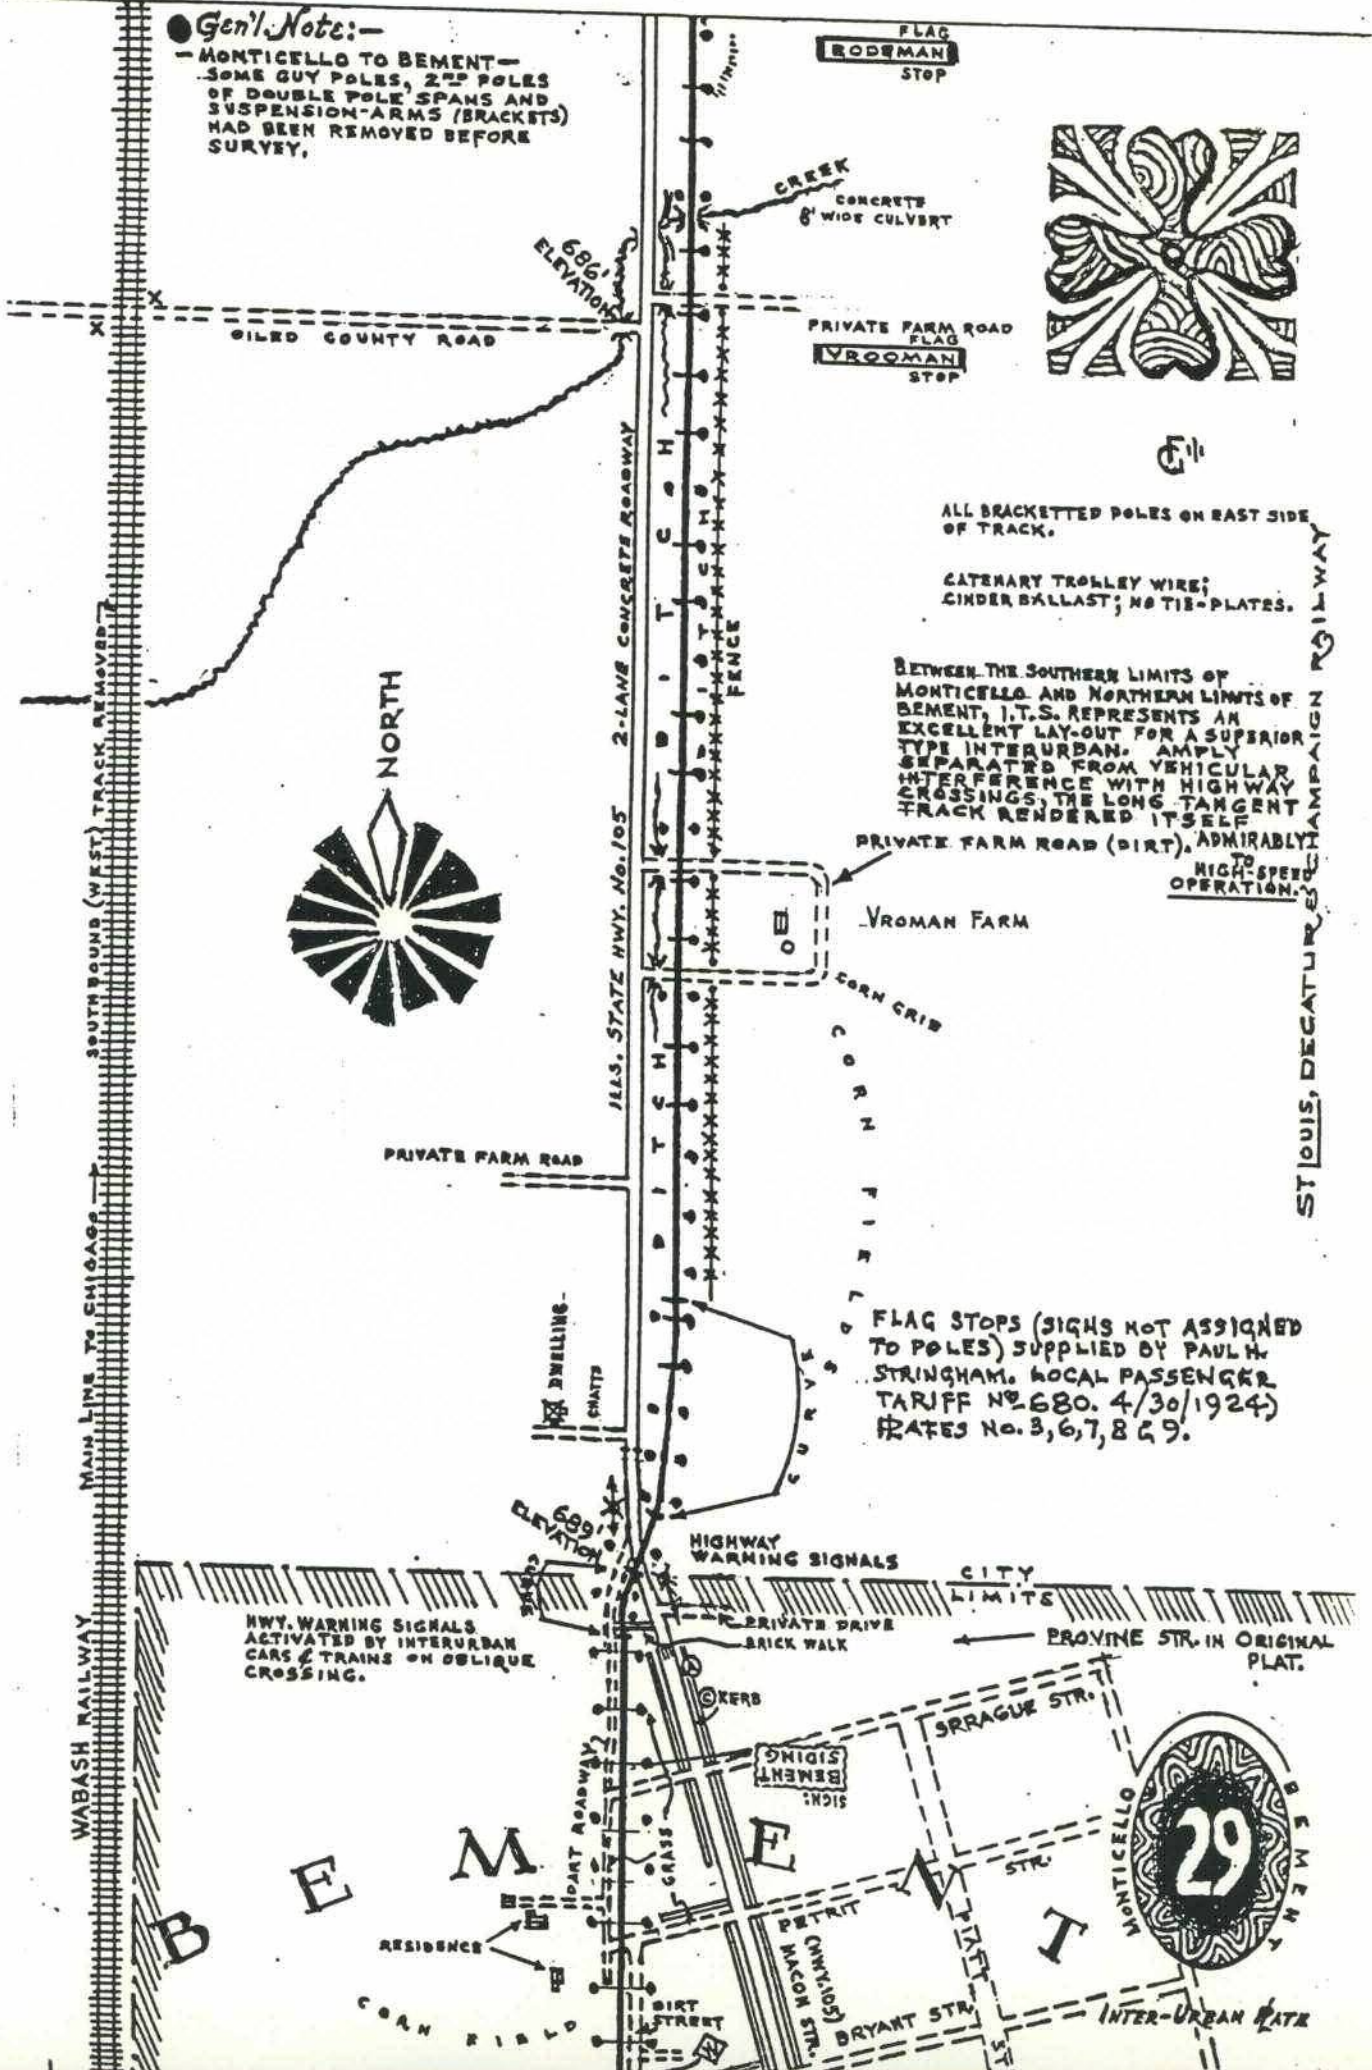 Gen'l. Note:-
- MONTICELLO TO BEMENT -
SOME GUY POLES, 2ND POLES
OF DOUBLE POLE SPANS AND
SUSPENSION-ARMS (BRACKETS)
HAD BEEN REMOVED BEFORE
SURVEY.
FLAG
RODEMAN
STOP
CREEK
CONCRETE
8' WIDE CULVERT
686'
ELEVATION
OILED COUNTY ROAD
PRIVATE FARM ROAD
FLAG
VROOMAN
STOP
ALL BRACKETTED POLES ON EAST SIDE
OF TRACK.
CATENARY TROLLEY WIRE;
CINDER BALLAST; NO TIE-PLATES.
BETWEEN THE SOUTHERN LIMITS OF
MONTICELLO AND NORTHERN LIMITS OF
BEMENT, I.T.S. REPRESENTS AN
EXCELLENT LAY-OUT FOR A SUPERIOR
TYPE INTERURBAN. AMPLY
SEPARATED FROM VEHICULAR
INTERFERENCE WITH HIGHWAY
CROSSINGS, THE LONG TANGENT
TRACK RENDERED ITSELF
ADMIRABLY
TO
HIGH-SPEED
OPERATION.
PRIVATE FARM ROAD (DIRT).
ST LOUIS, DECATUR & CHAMPAIGN RAILWAY
2-LANE CONCRETE ROADWAY
ILLS. STATE HWY. No. 105
DITCH
DITCH
DITCH
FENCE
NORTH
SOUTHBOUND (WEST) TRACK REMOVED
MAIN LINE TO CHICAGO
WABASH RAILWAY
VROMAN FARM
CORN CRIB
CORN FIELDS
PRIVATE FARM ROAD
DWELLING
CHATTS
CURVE
FLAG STOPS (SIGNS NOT ASSIGNED
TO POLES) SUPPLIED BY PAUL H.
STRINGHAM. LOCAL PASSENGER
TARIFF No 680. 4/30/1924)
PLATES No. 3,6,7,8 & 9.
689'
ELEVATION
HIGHWAY
WARNING SIGNALS
CITY
LIMITS
CURVE
HWY. WARNING SIGNALS
ACTIVATED BY INTERURBAN
CARS & TRAINS ON OBLIQUE
CROSSING.
PRIVATE DRIVE
BRICK WALK
PROVINE STR. IN ORIGINAL
PLAT.
© KERB
SPRAGUE STR.
SIGN:
BEMENT
SIDING
DIRT ROADWAY
GRASS
BEMENT
STR.
PETRIT
PIATT
ST
(HWY. 105)
MACON STR.
BRYANT STR.
RESIDENCE
CORN FIELD
DIRT
STREET
MONTICELLO
29
BEMENT
INTER-URBAN PLATE